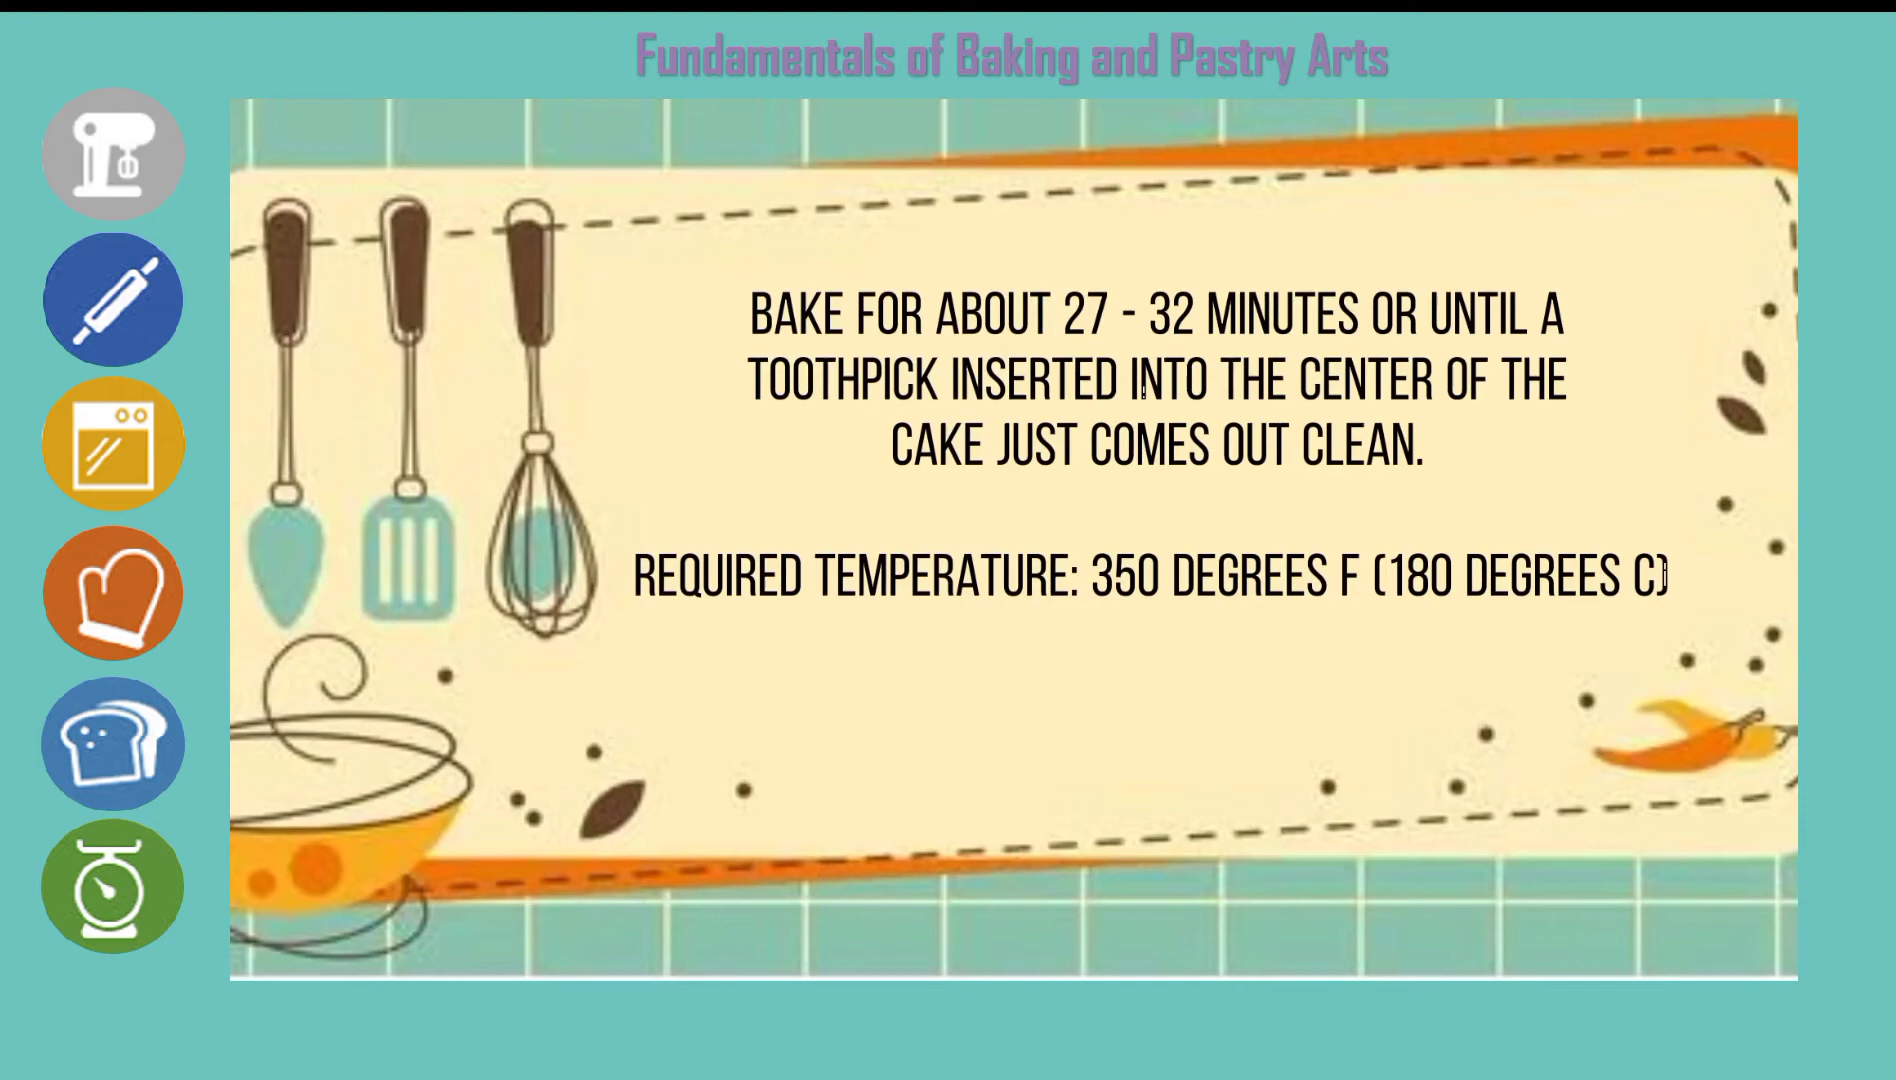 Fundamentals of Baking and Pastry Arts
BAKE FOR ABOUT 27 - 32 MINUTES OR UNTIL A
TOOTHPICK INSERTED INTO THE CENTER OF THE
CAKE JUST COMES OUT CLEAN.
REQUIRED TEMPERATURE: 350 DEGREES F (180 DEGREES C)